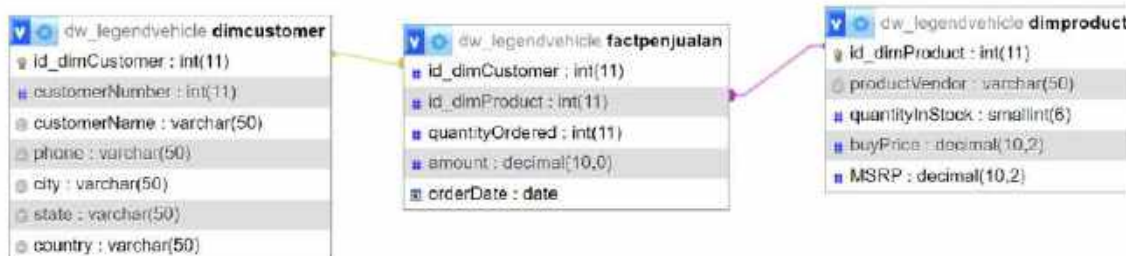 dw_legendvehicle dimcustomer
id_dimCustomer : int(11)
customerNumber : int(11)
customerName : varchar(50)
phone : varchar(50)
city : varchar(50)
state : varchar(50)
country : varchar(50)
dw_legendvehicle factpenjualan
id_dimCustomer : int(11)
id_dimProduct : int(11)
quantityOrdered : int(11)
amount : decimal(10,0)
orderDate : date
dw_legendvehicle dimproduct
id_dimProduct : int(11)
productVendor : varchar(50)
quantityInStock : smallint(6)
buyPrice : decimal(10,2)
MSRP : decimal(10,2)